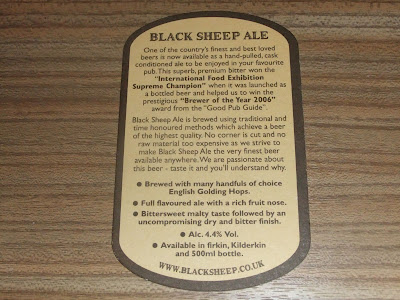 BLACK SHEEP ALE
One of the country's finest and best loved
beers is now available as a hand-pulled, cask
conditioned ale to be enjoyed in your favourite
pub. This superb, premium bitter won the
"International Food Exhibition
Supreme Champion" when it was launched as
a bottled beer and helped us to win the
prestigious "Brewer of the Year 2006"
award from the "Good Pub Guide".
Black Sheep Ale is brewed using traditional and
time honoured methods which achieve a beer
of the highest quality. No corner is cut and no
raw material too expensive as we strive to
make Black Sheep Ale the very finest beer
available anywhere. We are passionate about
this beer - taste it and you'll understand why.
• Brewed with many handfuls of choice
English Golding Hops.
• Full flavoured ale with a rich fruit nose.
• Bittersweet malty taste followed by an
uncompromising dry and bitter finish.
• Alc. 4.4% Vol.
• Available in firkin, Kilderkin
and 500ml bottle.
WWW.BLACKSHEEP.CO.UK